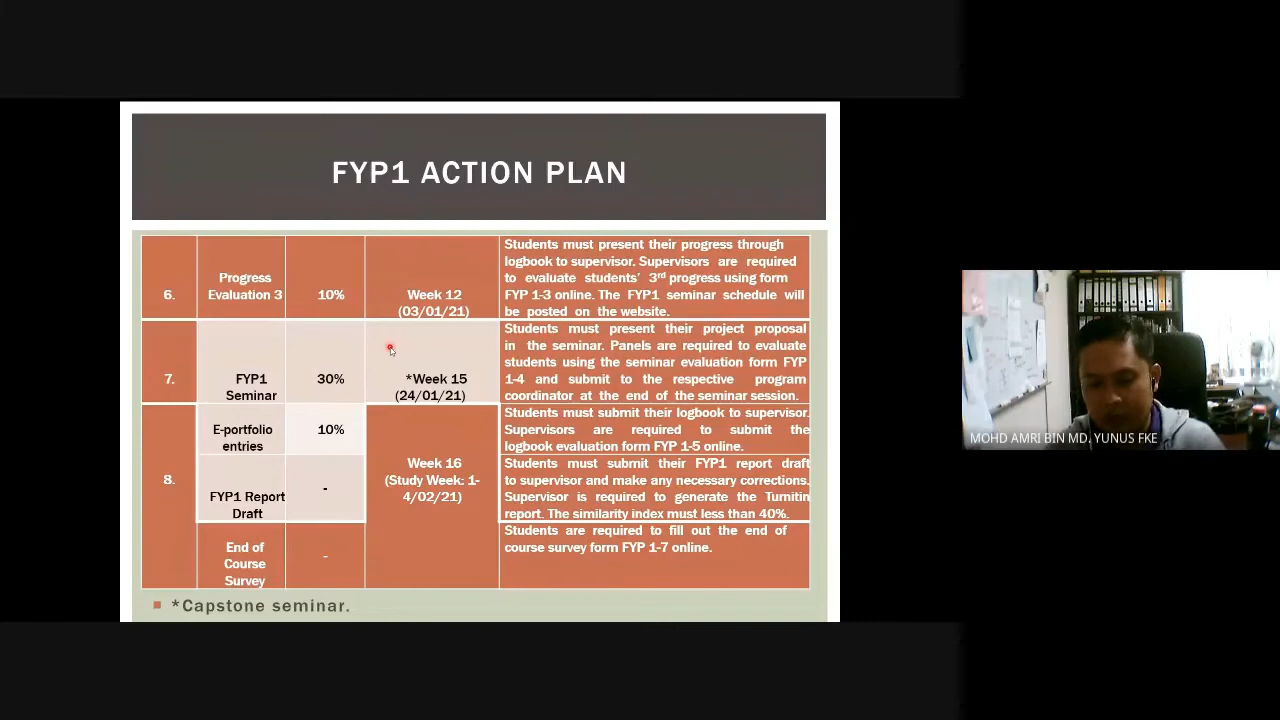 FYP1 ACTION PLAN
6.
Progress
Evaluation 3
10%
Week 12
(03/01/21)
Students must present their progress through
logbook to supervisor. Supervisors are required
to evaluate students' 3rd progress using form
FYP 1-3 online. The FYP1 seminar schedule will
be posted on the website.
7.
FYP1
Seminar
30%
*Week 15
(24/01/21)
Students must present their project proposal
in the seminar. Panels are required to evaluate
students using the seminar evaluation form FYP
1-4 and submit to the respective program
coordinator at the end of the seminar session.
8.
E-portfolio
entries
10%
Week 16
(Study Week: 1-
4/02/21)
Students must submit their logbook to supervisor.
Supervisors are required to submit the
logbook evaluation form FYP 1-5 online.
FYP1 Report
Draft
-
Students must submit their FYP1 report draft
to supervisor and make any necessary corrections.
Supervisor is required to generate the Turnitin
report. The similarity index must less than 40%.
End of
Course
Survey
-
Students are required to fill out the end of
course survey form FYP 1-7 online.
*Capstone seminar.
MOHD AMRI BIN MD. YUNUS FKE